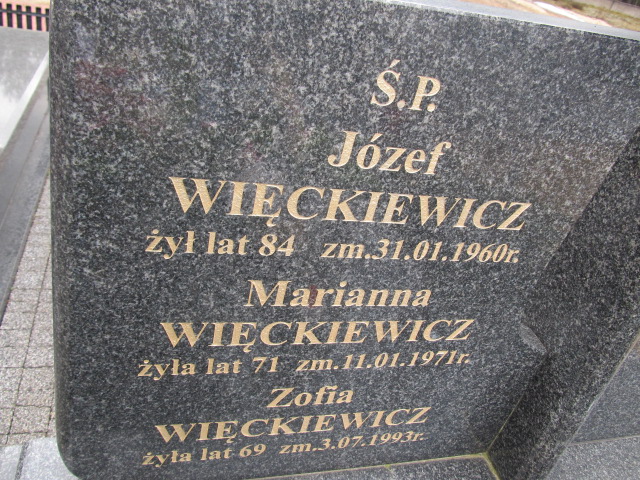 Ś.P.
Józef
WIĘCKIEWICZ
żył lat 84 zm.31.01.1960r.
Marianna
WIĘCKIEWICZ
żyła lat 71 zm.11.01.1971r.
Zofia
WIĘCKIEWICZ
żyła lat 69 zm.3.07.1993r.